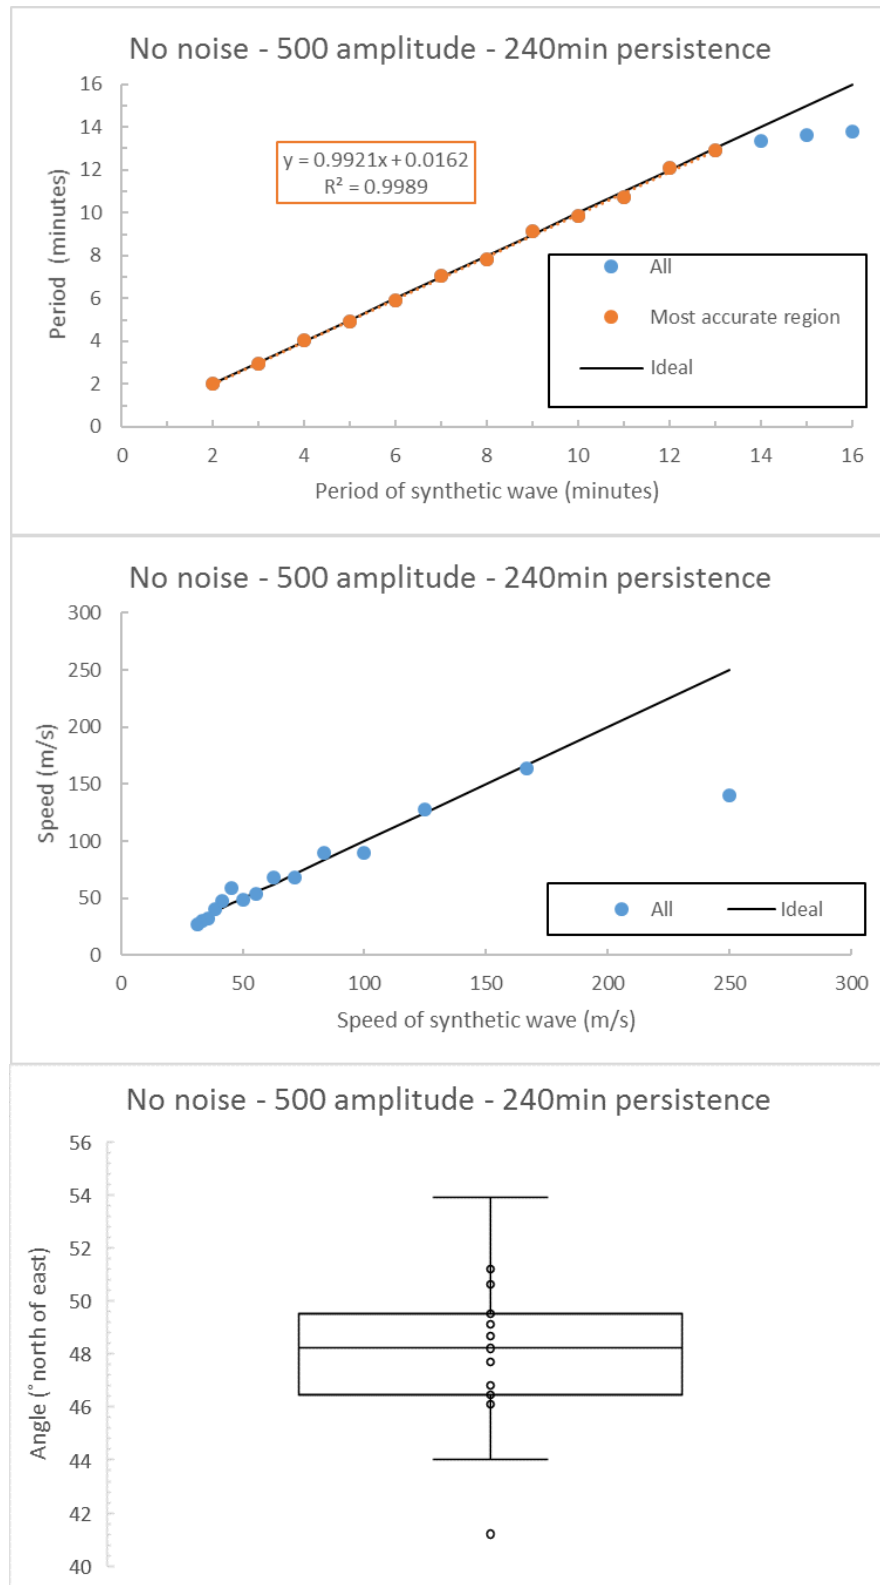 No noise - 500 amplitude - 240min persistence
16
14
12
10
8
6
4
2
0
Period (minutes)
y = 0.9921x + 0.0162
R² = 0.9989
All
Most accurate region
Ideal
0 2 4 6 8 10 12 14 16
Period of synthetic wave (minutes)
No noise - 500 amplitude - 240min persistence
300
250
200
150
100
50
0
Speed (m/s)
All Ideal
0 50 100 150 200 250 300
Speed of synthetic wave (m/s)
No noise - 500 amplitude - 240min persistence
56
54
52
50
48
46
44
42
40
Angle (°north of east)